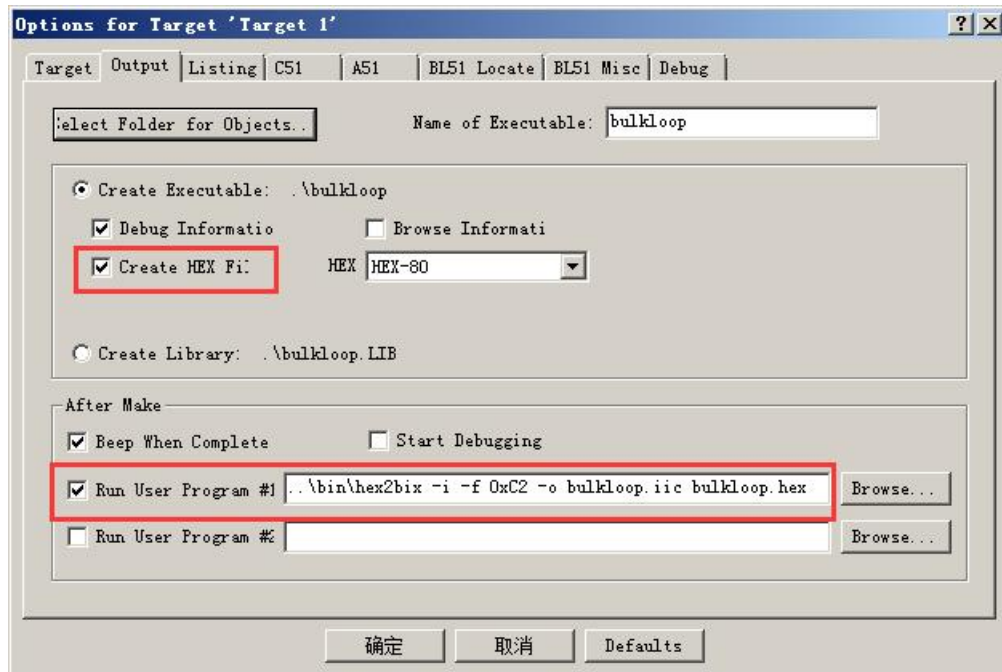 Options for Target 'Target 1'
Target Output Listing C51 A51 BL51 Locate BL51 Misc Debug
elect Folder for Objects.. Name of Executable: bulkloop
Create Executable: .\bulkloop
Debug Informatio Browse Informati
Create HEX Fi HEX HEX-80
Create Library: .\bulkloop.LIB
After Make
Beep When Complete Start Debugging
Run User Program #1 ..\bin\hex2bix -i -f 0xC2 -o bulkloop.iic bulkloop.hex Browse...
Run User Program # Browse...
确定 取消 Defaults